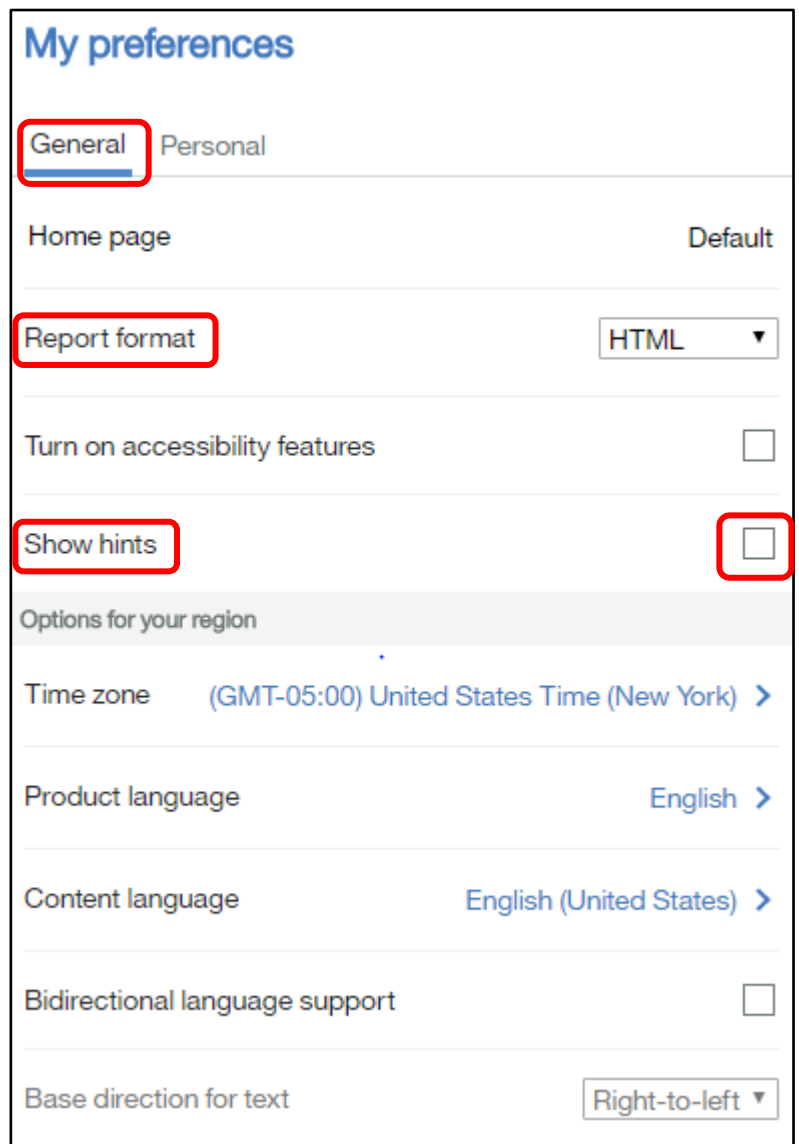 My preferences
General Personal
Home page Default
Report format HTML
Turn on accessibility features
Show hints
Options for your region
Time zone (GMT-05:00) United States Time (New York)
Product language English
Content language English (United States)
Bidirectional language support
Base direction for text Right-to-left